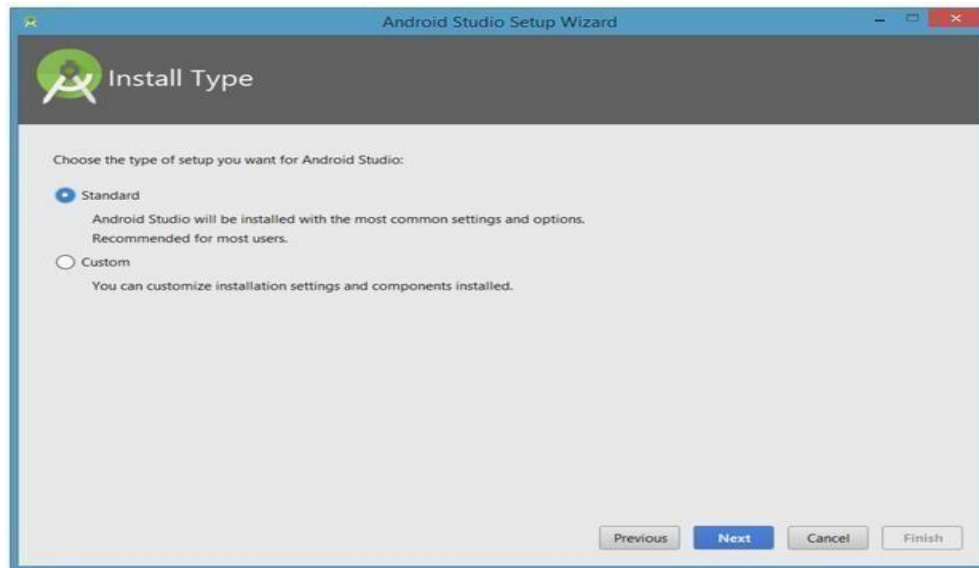 Android Studio Setup Wizard
Install Type
Choose the type of setup you want for Android Studio:
Standard
Android Studio will be installed with the most common settings and options.
Recommended for most users.
Custom
You can customize installation settings and components installed.
Previous Next Cancel Finish